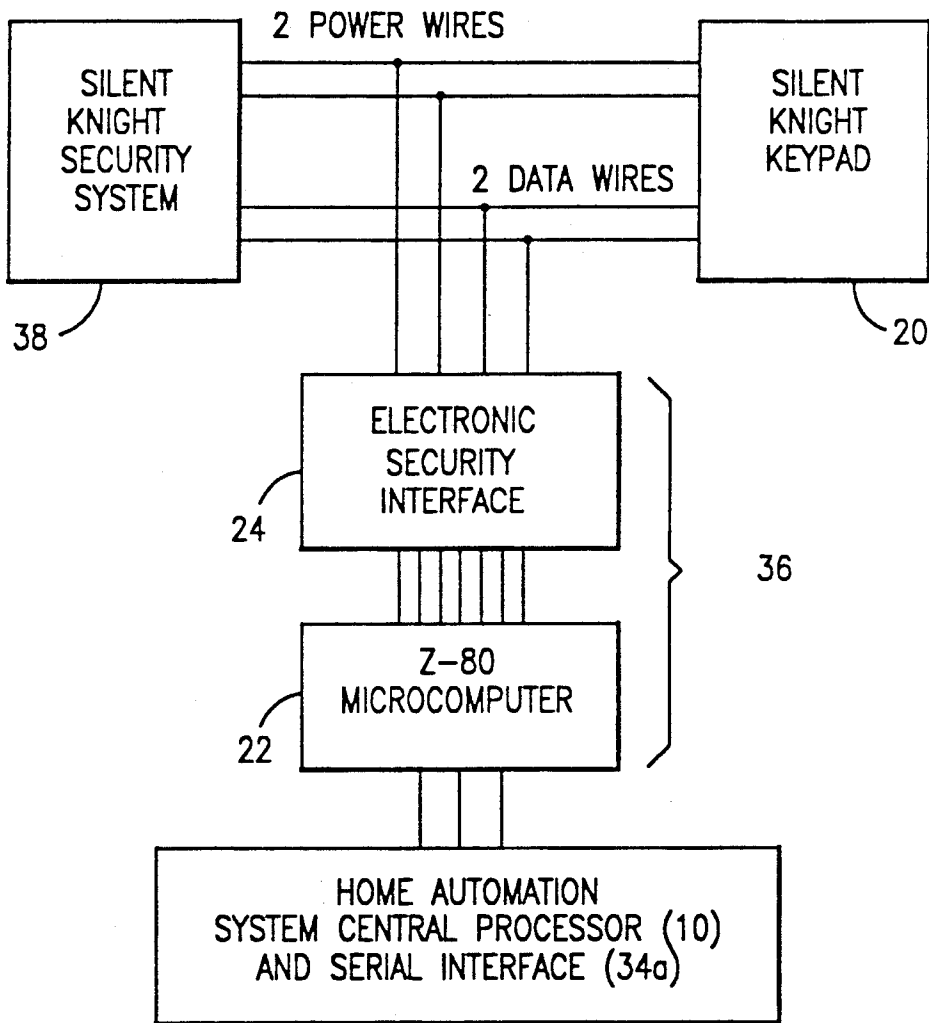 2 POWER WIRES
SILENT
KNIGHT
SECURITY
SYSTEM
SILENT
KNIGHT
KEYPAD
2 DATA WIRES
38
20
ELECTRONIC
SECURITY
INTERFACE
24
36
Z-80
MICROCOMPUTER
22
HOME AUTOMATION
SYSTEM CENTRAL PROCESSOR (10)
AND SERIAL INTERFACE (34a)